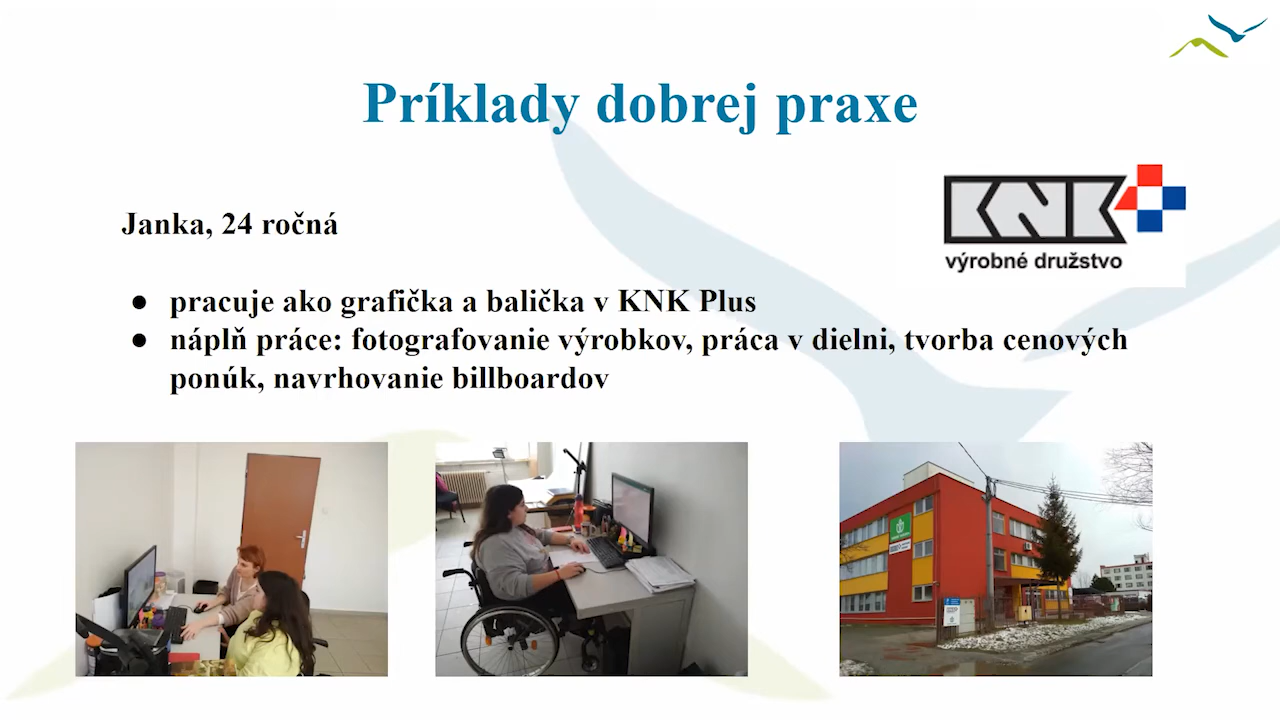 Príklady dobrej praxe
KNK
výrobné družstvo
Janka, 24 ročná
● pracuje ako grafička a balička v KNK Plus
● náplň práce: fotografovanie výrobkov, práca v dielni, tvorba cenových
ponúk, navrhovanie billboardov